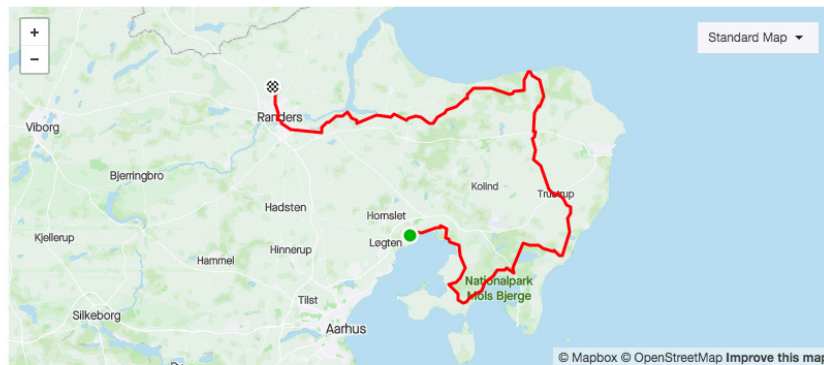 +
Standard Map
−
Randers
Viborg
Bjerringbro
Kolind
Trustrup
Hadsten
Hornslet
Kjellerup
Løgten
Hinnerup
Hammel
Nationalpark
Mols Bjerge
Tilst
Silkeborg
Aarhus
© Mapbox © OpenStreetMap Improve this map